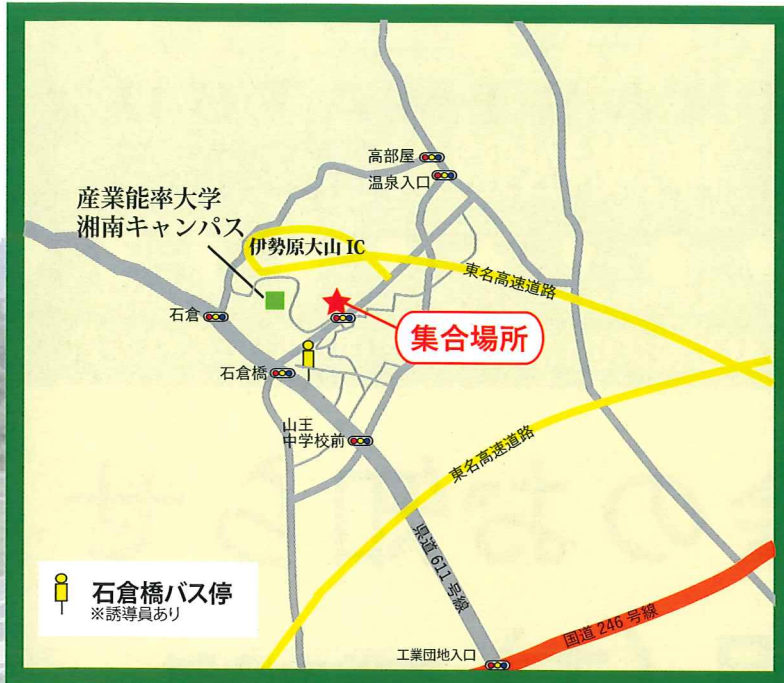 高部屋
温泉入口
産業能率大学
湘南キャンパス
伊勢原大山 IC
東名高速道路
石倉
集合場所
石倉橋
山王
中学校前
東名高速道路
県道 611 号線
石倉橋バス停
※誘導員あり
国道 246 号線
工業団地入口